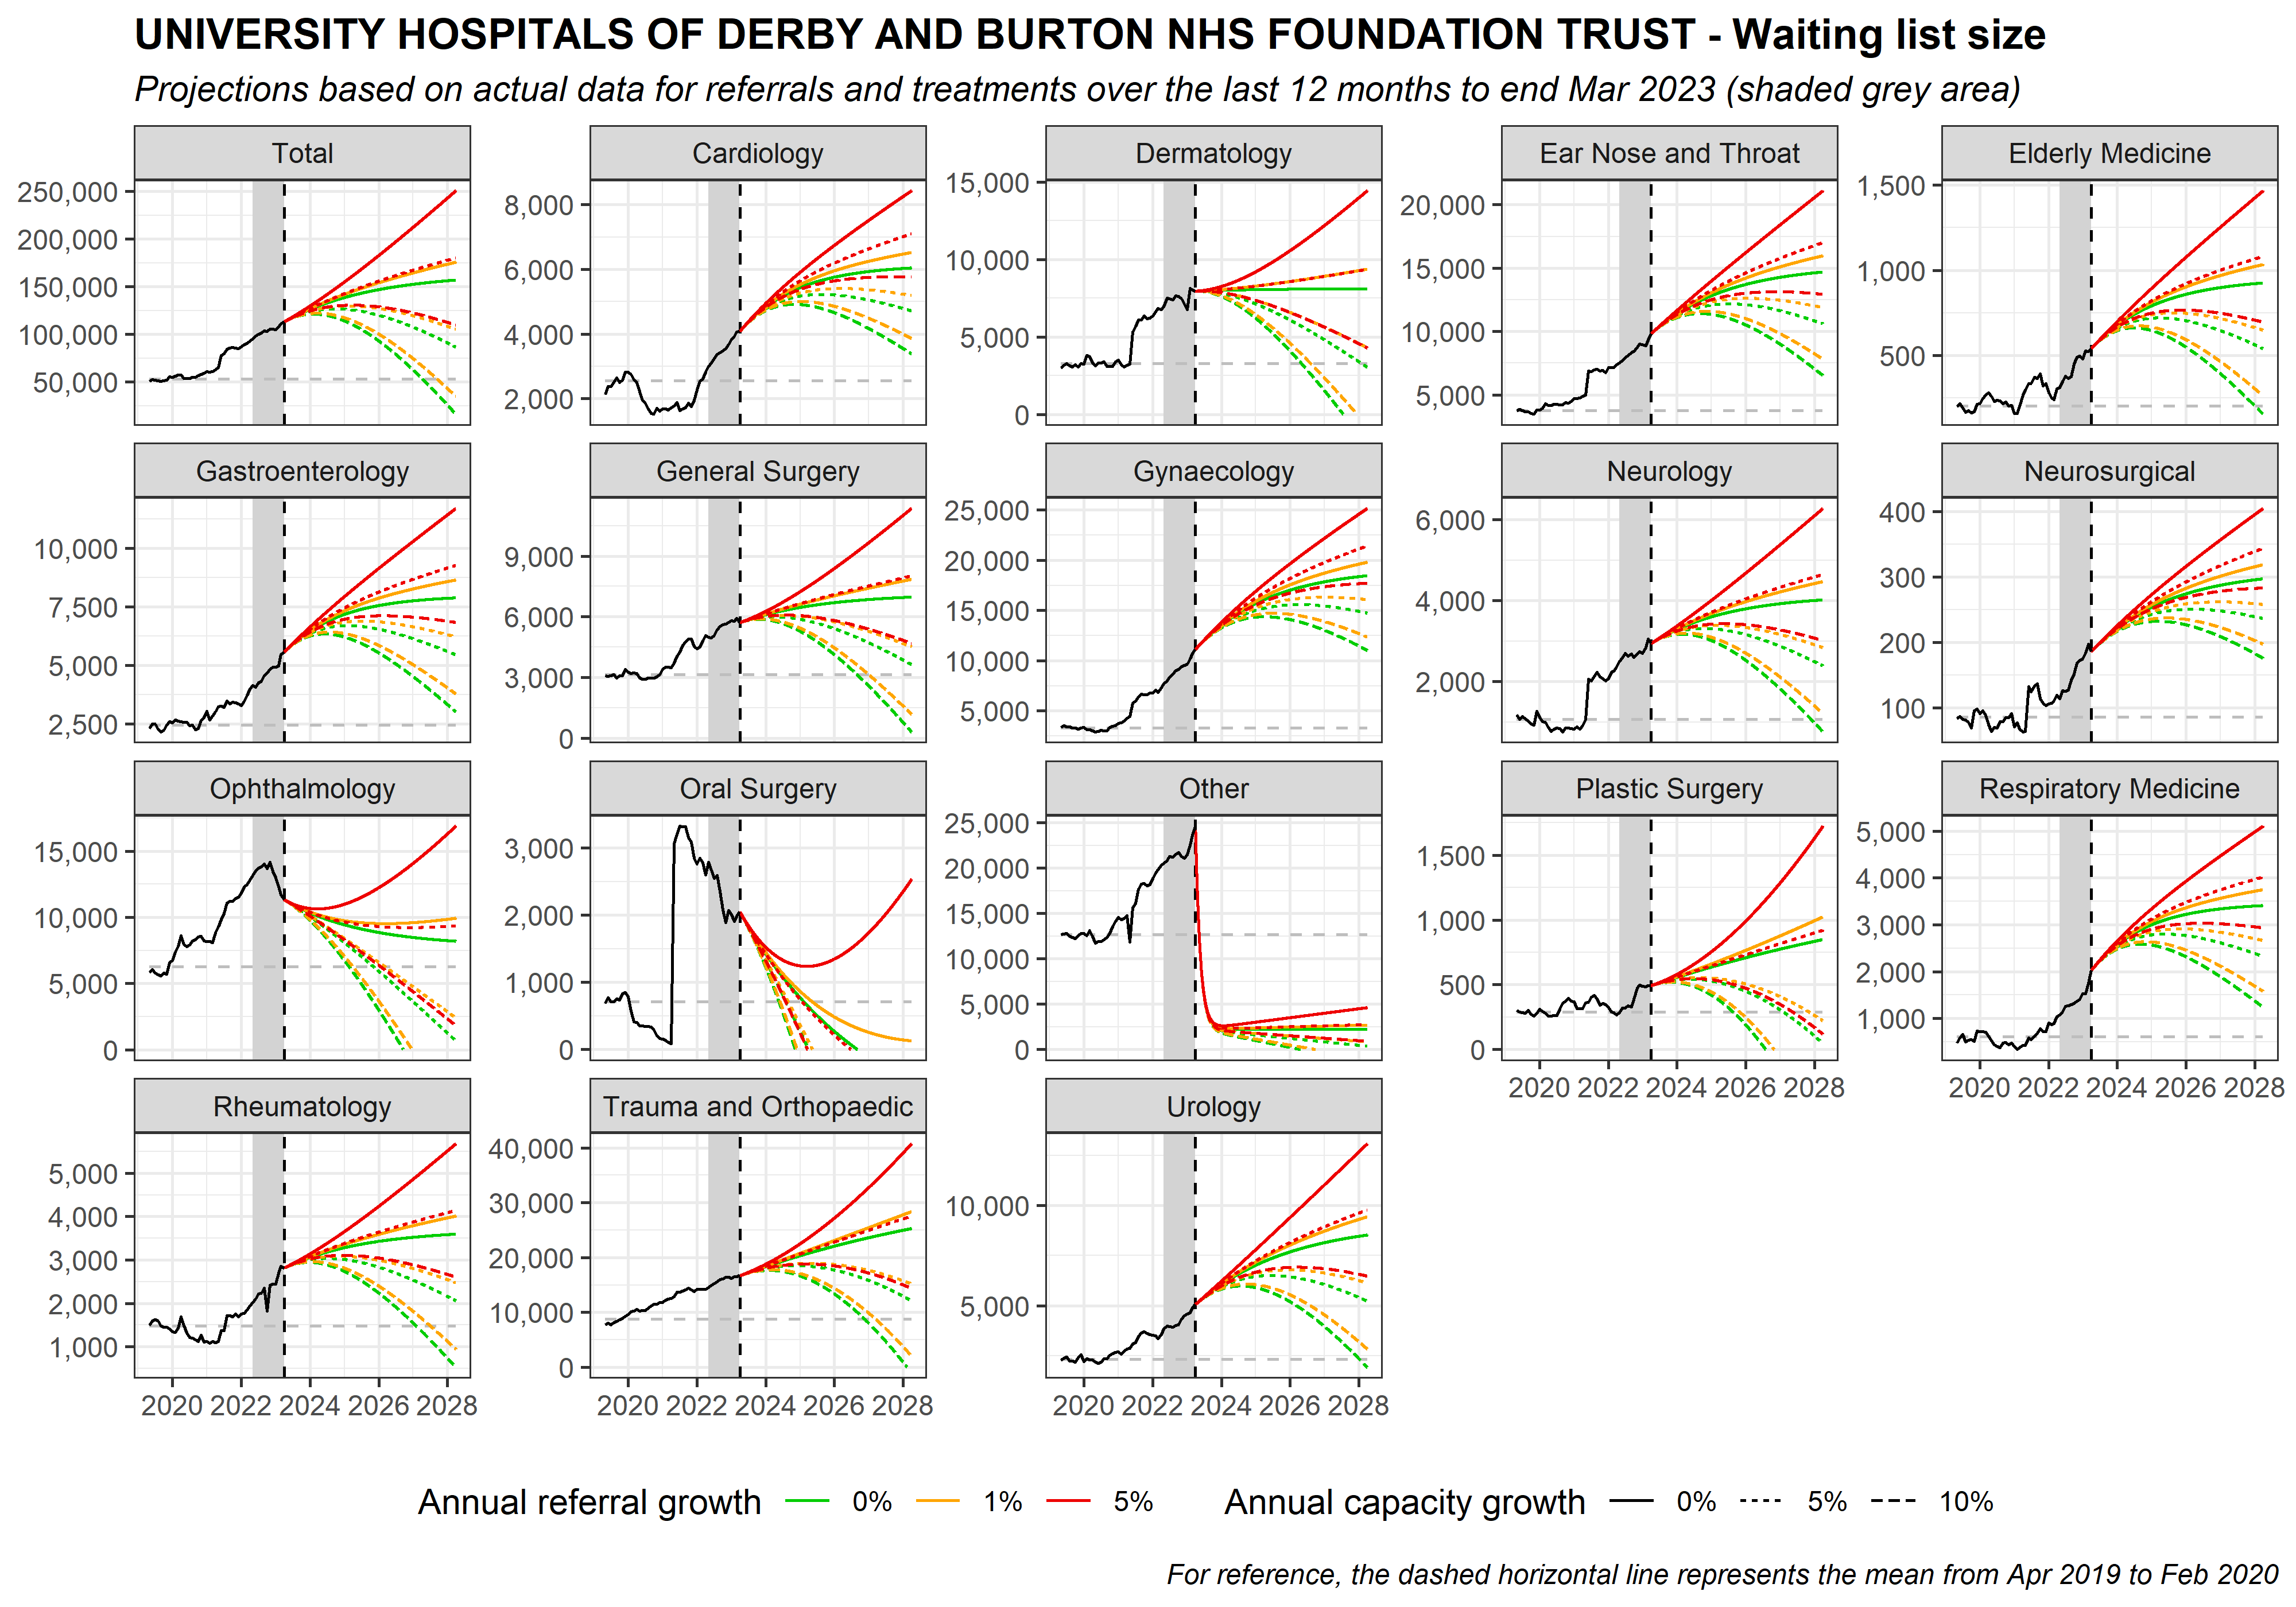 UNIVERSITY HOSPITALS OF DERBY AND BURTON NHS FOUNDATION TRUST - Waiting list size
Projections based on actual data for referrals and treatments over the last 12 months to end Mar 2023 (shaded grey area)
Total
250,000
200,000
150,000
100,000
50,000
Cardiology
8,000
6,000
4,000
2,000
Dermatology
15,000
10,000
5,000
0
Ear Nose and Throat
20,000
15,000
10,000
5,000
Elderly Medicine
1,500
1,000
500
Gastroenterology
10,000
7,500
5,000
2,500
General Surgery
9,000
6,000
3,000
0
Gynaecology
25,000
20,000
15,000
10,000
5,000
Neurology
6,000
4,000
2,000
Neurosurgical
400
300
200
100
Ophthalmology
15,000
10,000
5,000
0
Oral Surgery
3,000
2,000
1,000
0
Other
25,000
20,000
15,000
10,000
5,000
0
Plastic Surgery
1,500
1,000
500
0
2020 2022 2024 2026 2028
Respiratory Medicine
5,000
4,000
3,000
2,000
1,000
2020 2022 2024 2026 2028
Rheumatology
5,000
4,000
3,000
2,000
1,000
2020 2022 2024 2026 2028
Trauma and Orthopaedic
40,000
30,000
20,000
10,000
0
2020 2022 2024 2026 2028
Urology
10,000
5,000
2020 2022 2024 2026 2028
Annual referral growth 0% 1% 5% Annual capacity growth 0% 5% 10%
For reference, the dashed horizontal line represents the mean from Apr 2019 to Feb 2020